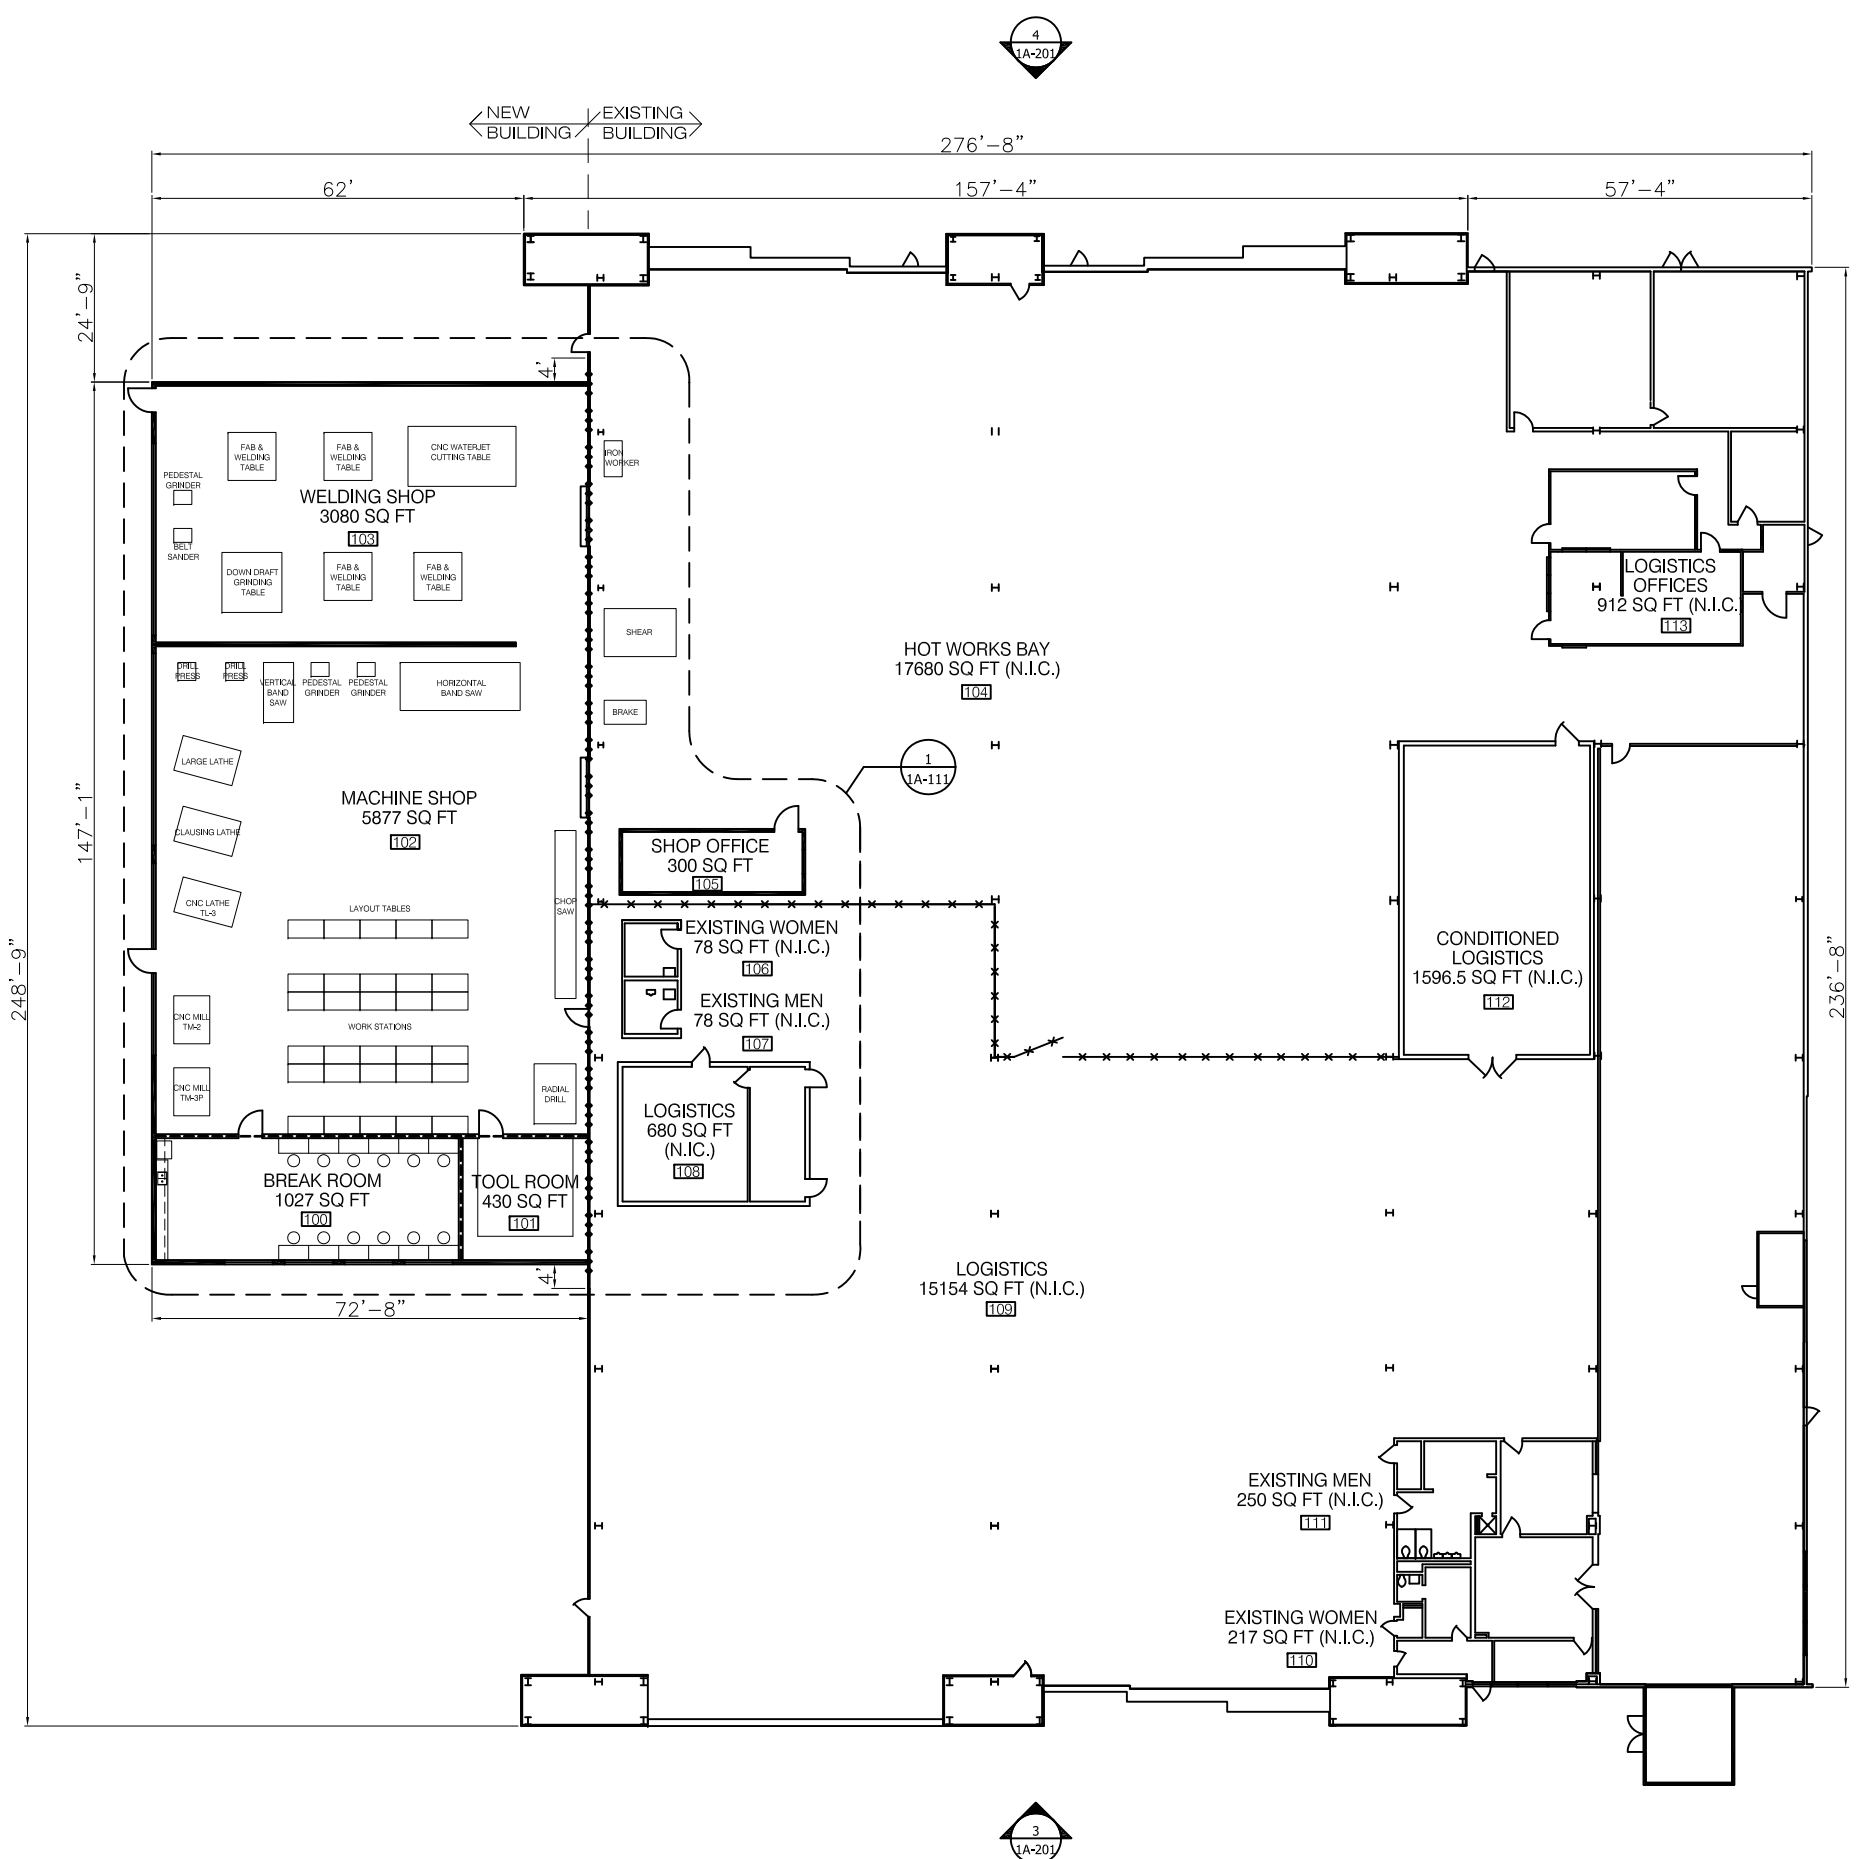 4
1A-201
NEW
BUILDING
EXISTING
BUILDING
276'-8"
62'
157'-4"
57'-4"
24'-9"
4'
IRON
WORKER
FAB &
WELDING
TABLE
FAB &
WELDING
TABLE
CNC WATERJET
CUTTING TABLE
PEDESTAL
GRINDER
WELDING SHOP
3080 SQ FT
103
BELT
SANDER
DOWN DRAFT
GRINDING
TABLE
FAB &
WELDING
TABLE
FAB &
WELDING
TABLE
LOGISTICS
OFFICES
912 SQ FT (N.I.C.
113
SHEAR
HOT WORKS BAY
17680 SQ FT (N.I.C.)
104
DRILL
PRESS
DRILL
PRESS
VERTICAL
BAND
SAW
PEDESTAL
GRINDER
PEDESTAL
GRINDER
HORIZONTAL
BAND SAW
BRAKE
LARGE LATHE
1
1A-111
147'-1"
MACHINE SHOP
5877 SQ FT
102
CLAUSING LATHE
SHOP OFFICE
300 SQ FT
105
CNC LATHE
TL-3
LAYOUT TABLES
CHOP
SAW
EXISTING WOMEN
78 SQ FT (N.I.C.)
106
CONDITIONED
LOGISTICS
1596.5 SQ FT (N.I.C.)
112
248'-9"
236'-8"
EXISTING MEN
78 SQ FT (N.I.C.)
107
CNC MILL
TM-2
WORK STATIONS
CNC MILL
TM-3P
RADIAL
DRILL
LOGISTICS
680 SQ FT
(N.IC.)
108
BREAK ROOM
1027 SQ FT
100
TOOL ROOM
430 SQ FT
101
4'
LOGISTICS
15154 SQ FT (N.I.C.)
109
72'-8"
EXISTING MEN
250 SQ FT (N.I.C.)
111
EXISTING WOMEN
217 SQ FT (N.I.C.)
110
3
1A-201